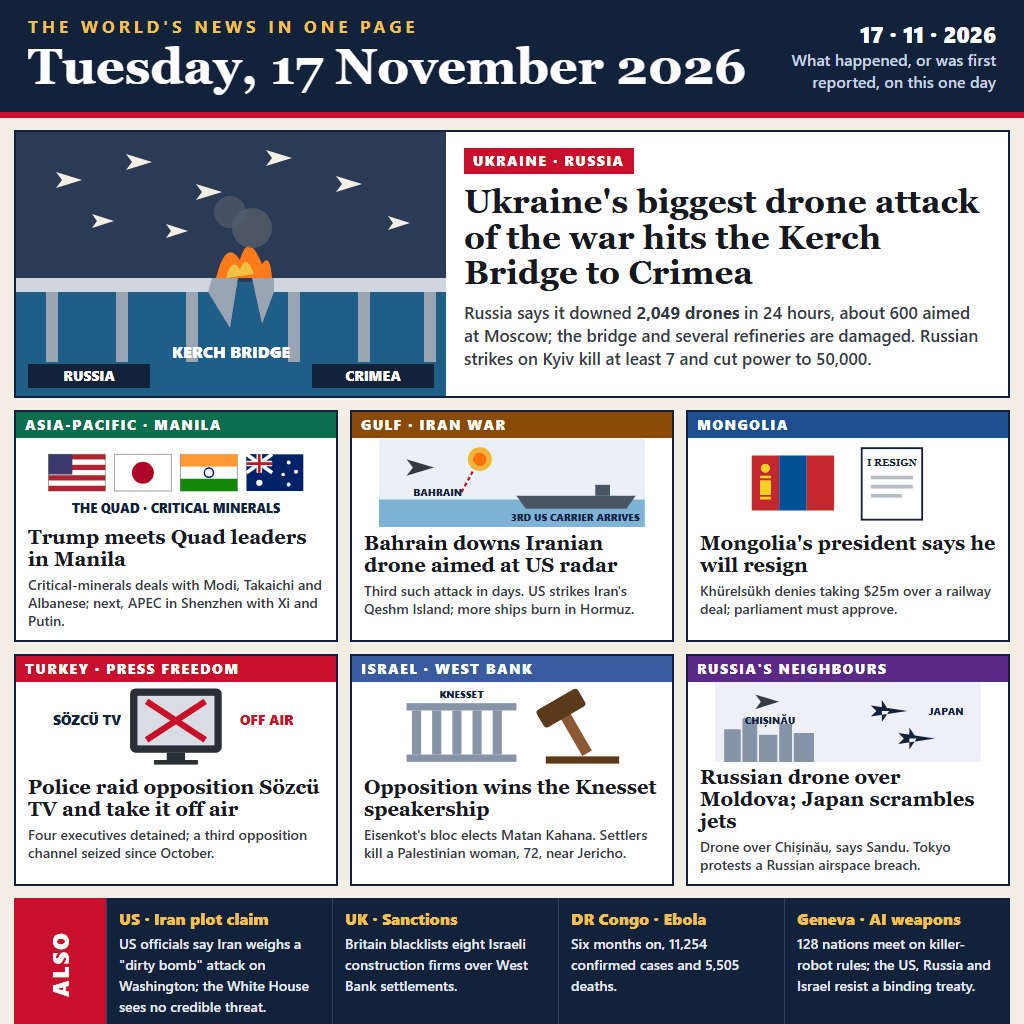 THE WORLD'S NEWS IN ONE PAGE
Tuesday, 17 November 2026
17 · 11 · 2026
What happened, or was first
reported, on this one day
KERCH BRIDGE
RUSSIA
CRIMEA
UKRAINE · RUSSIA
Ukraine's biggest drone attack
of the war hits the Kerch
Bridge to Crimea
Russia says it downed 2,049 drones in 24 hours, about 600 aimed
at Moscow; the bridge and several refineries are damaged. Russian
strikes on Kyiv kill at least 7 and cut power to 50,000.
ASIA-PACIFIC · MANILA
THE QUAD · CRITICAL MINERALS
Trump meets Quad leaders
in Manila
Critical-minerals deals with Modi, Takaichi and
Albanese; next, APEC in Shenzhen with Xi and
Putin.
GULF · IRAN WAR
BAHRAIN
3RD US CARRIER ARRIVES
Bahrain downs Iranian
drone aimed at US radar
Third such attack in days. US strikes Iran's
Qeshm Island; more ships burn in Hormuz.
MONGOLIA
I RESIGN
Mongolia's president says he
will resign
Khürelsükh denies taking $25m over a railway
deal; parliament must approve.
TURKEY · PRESS FREEDOM
SÖZCÜ TV
OFF AIR
Police raid opposition Sözcü
TV and take it off air
Four executives detained; a third opposition
channel seized since October.
ISRAEL · WEST BANK
KNESSET
Opposition wins the Knesset
speakership
Eisenkot's bloc elects Matan Kahana. Settlers
kill a Palestinian woman, 72, near Jericho.
RUSSIA'S NEIGHBOURS
CHIȘINĂU
JAPAN
Russian drone over
Moldova; Japan scrambles
jets
Drone over Chișinău, says Sandu. Tokyo
protests a Russian airspace breach.
ALSO
US · Iran plot claim
US officials say Iran weighs a
"dirty bomb" attack on
Washington; the White House
sees no credible threat.
UK · Sanctions
Britain blacklists eight Israeli
construction firms over West
Bank settlements.
DR Congo · Ebola
Six months on, 11,254
confirmed cases and 5,505
deaths.
Geneva · AI weapons
128 nations meet on killer-
robot rules; the US, Russia and
Israel resist a binding treaty.